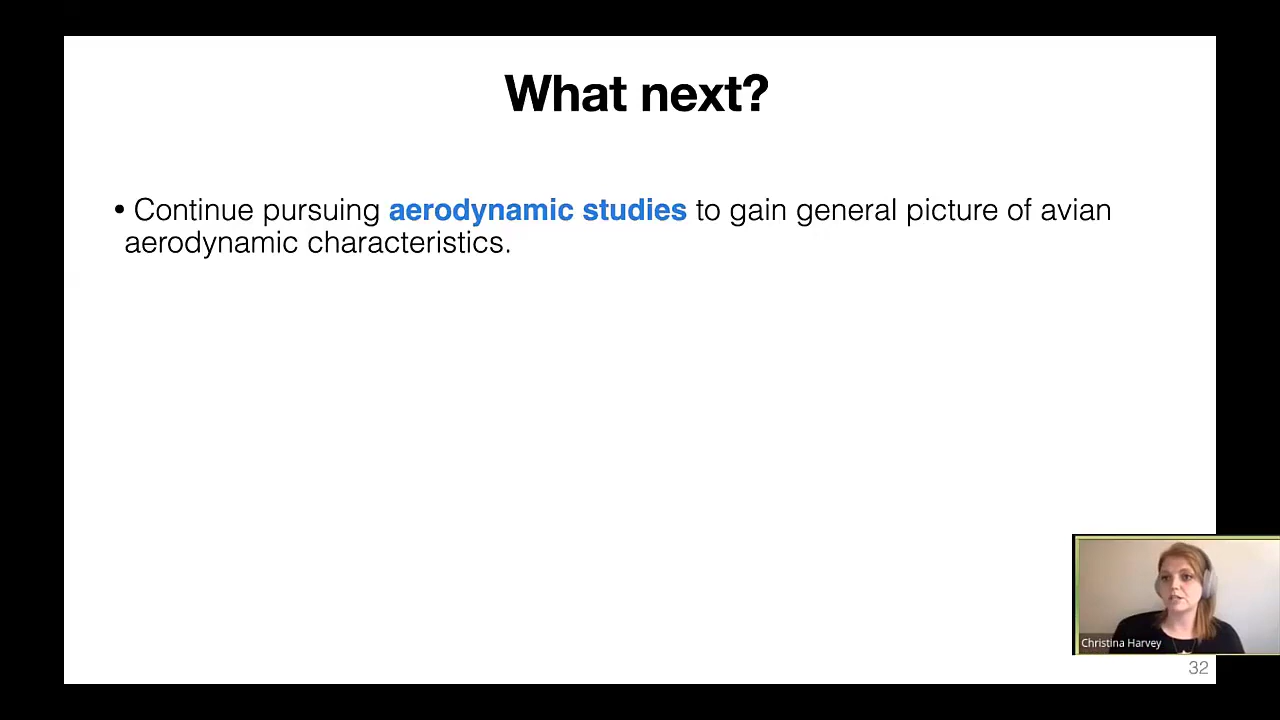 What next?
• Continue pursuing aerodynamic studies to gain general picture of avian
aerodynamic characteristics.
Christina Harvey
32